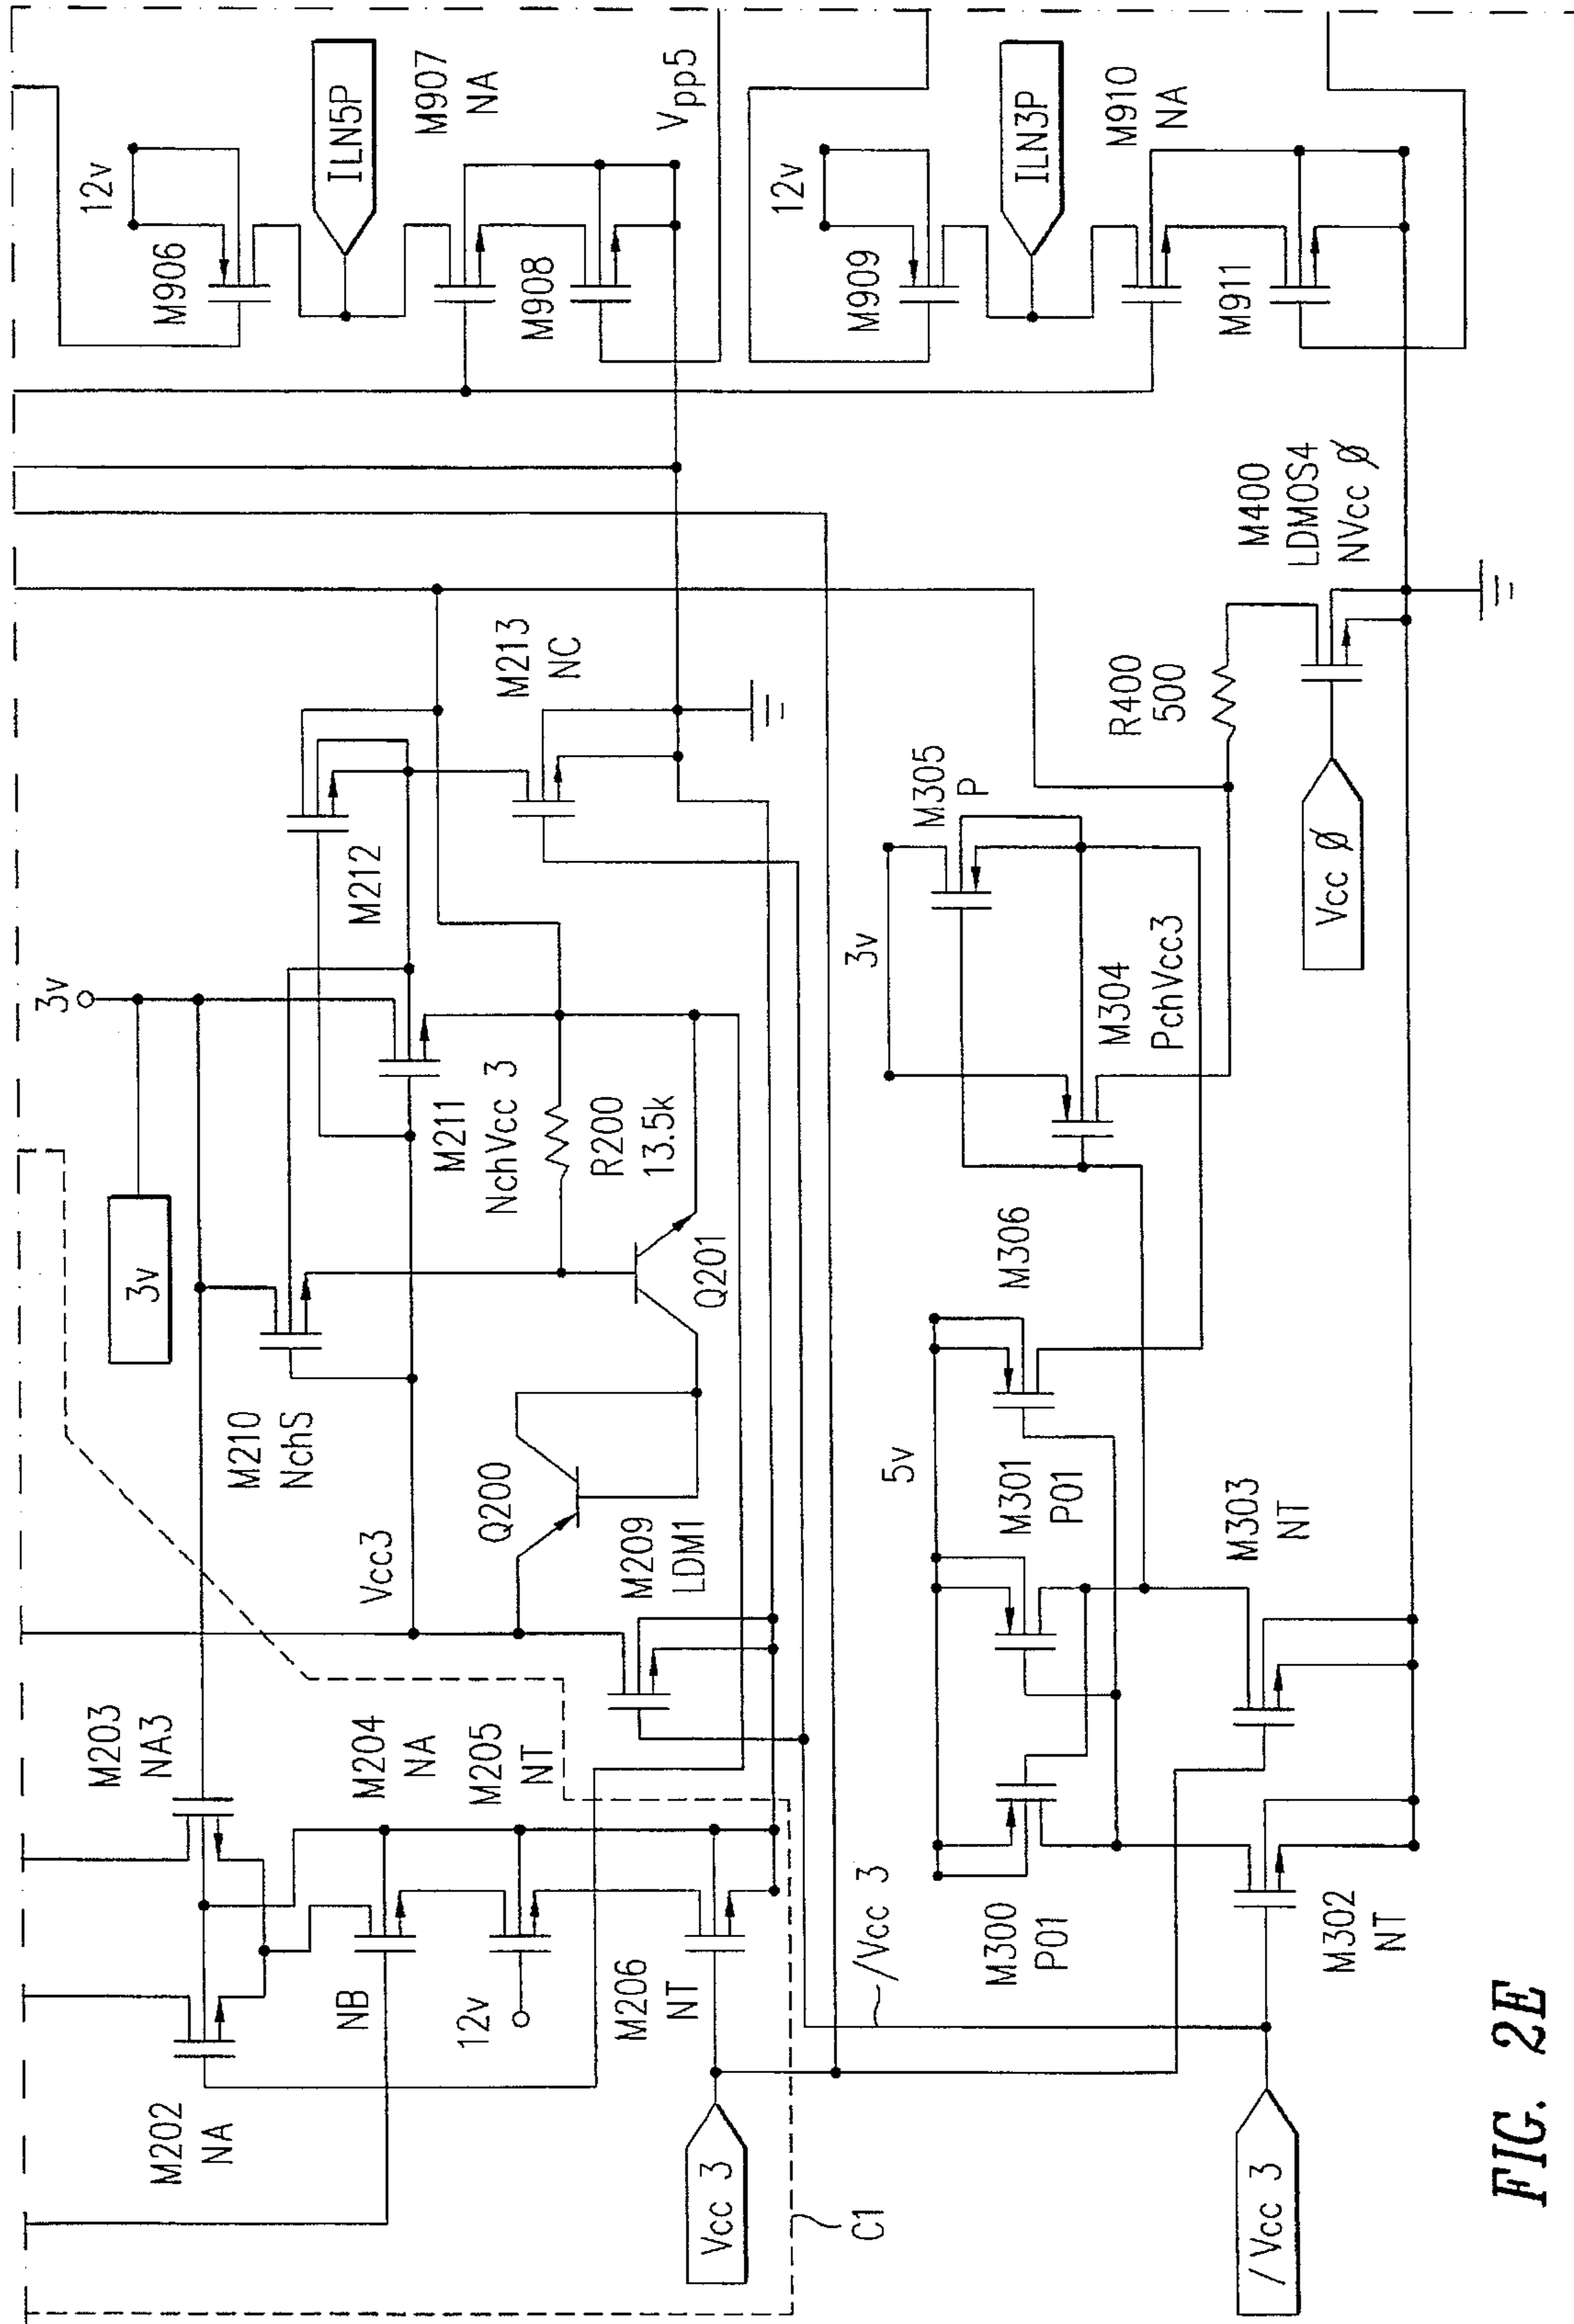 M202
NA
M203
NA3
3v
3v
M906
12v
ILN5P
M907
NA
M210
NchS
Vcc3
NB
M204
NA
12v
M205
NT
M206
NT
Vcc 3
C1
Q200
M209
LDM1
M211
NchVcc 3
R200
13.5k
Q201
M212
M213
NC
M908
Vpp5
M909
12v
ILN3P
M910
NA
M911
/Vcc 3
M300
P01
5v
M301
P01
M306
3v
M305
P
M304
PchVcc3
R400
500
M302
NT
M303
NT
/ Vcc 3
Vcc Ø
M400
LDMOS4
NVcc Ø
FIG. 2E